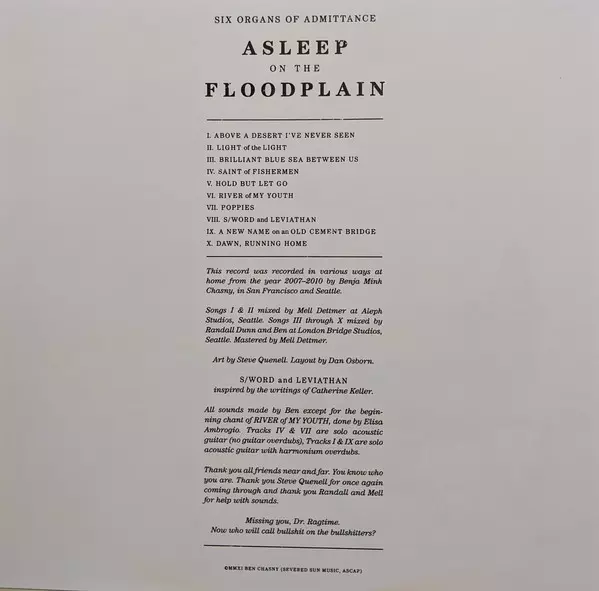 SIX ORGANS OF ADMITTANCE
ASLEEP
ON THE
FLOODPLAIN
I. ABOVE A DESERT I'VE NEVER SEEN
II. LIGHT of the LIGHT
III. BRILLIANT BLUE SEA BETWEEN US
IV. SAINT of FISHERMEN
V. HOLD BUT LET GO
VI. RIVER of MY YOUTH
VII. POPPIES
VIII. S/WORD and LEVIATHAN
IX. A NEW NAME on an OLD CEMENT BRIDGE
X. DAWN, RUNNING HOME
This record was recorded in various ways at
home from the year 2007–2010 by Benja Minh
Chasny, in San Francisco and Seattle.
Songs I & II mixed by Mell Dettmer at Aleph
Studios, Seattle. Songs III through X mixed by
Randall Dunn and Ben at London Bridge Studios,
Seattle. Mastered by Mell Dettmer.
Art by Steve Quenell. Layout by Dan Osborn.
S/WORD and LEVIATHAN
inspired by the writings of Catherine Keller.
All sounds made by Ben except for the begin-
ning chant of RIVER of MY YOUTH, done by Elisa
Ambrogio. Tracks IV & VII are solo acoustic
guitar (no guitar overdubs), Tracks I & IX are solo
acoustic guitar with harmonium overdubs.
Thank you all friends near and far. You know who
you are. Thank you Steve Quenell for once again
coming through and thank you Randall and Mell
for help with sounds.
Missing you, Dr. Ragtime.
Now who will call bullshit on the bullshitters?
©MMXI BEN CHASNY (SEVERED SUN MUSIC, ASCAP)